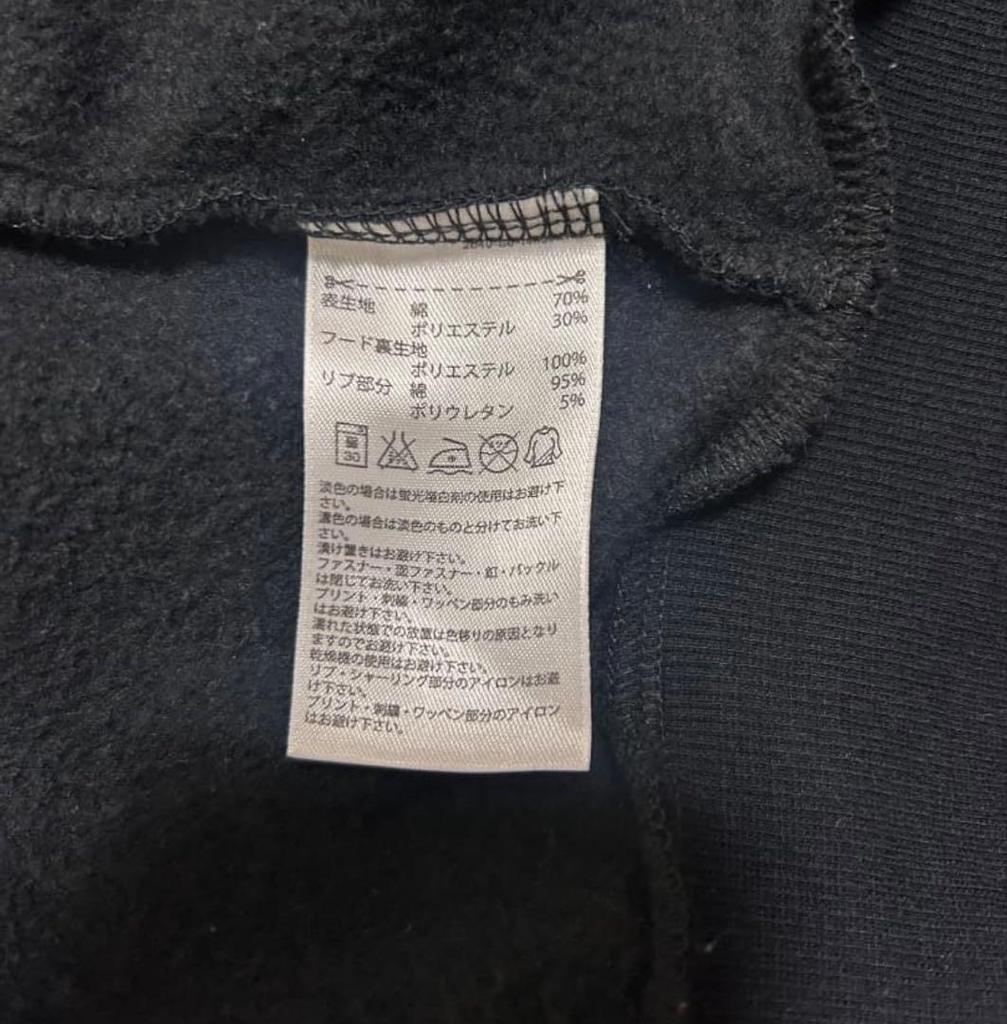 表生地 綿 70%
ポリエステル 30%
フード裏生地
ポリエステル 100%
リブ部分 綿 95%
ポリウレタン 5%
30
淡色の場合は蛍光増白剤の使用はお避け下
さい。
濃色の場合は淡色のものと分けてお洗い下
さい。
漬け置きはお避け下さい。
ファスナー・面ファスナー・釦・バックル
は閉じてお洗い下さい。
プリント・刺繍・ワッペン部分のもみ洗い
はお避け下さい。
濡れた状態での放置は色移りの原因となり
ますのでお避け下さい。
乾燥機の使用はお避け下さい。
リブ・シャーリング部分のアイロンはお避
け下さい。
プリント・刺繍・ワッペン部分のアイロン
はお避け下さい。